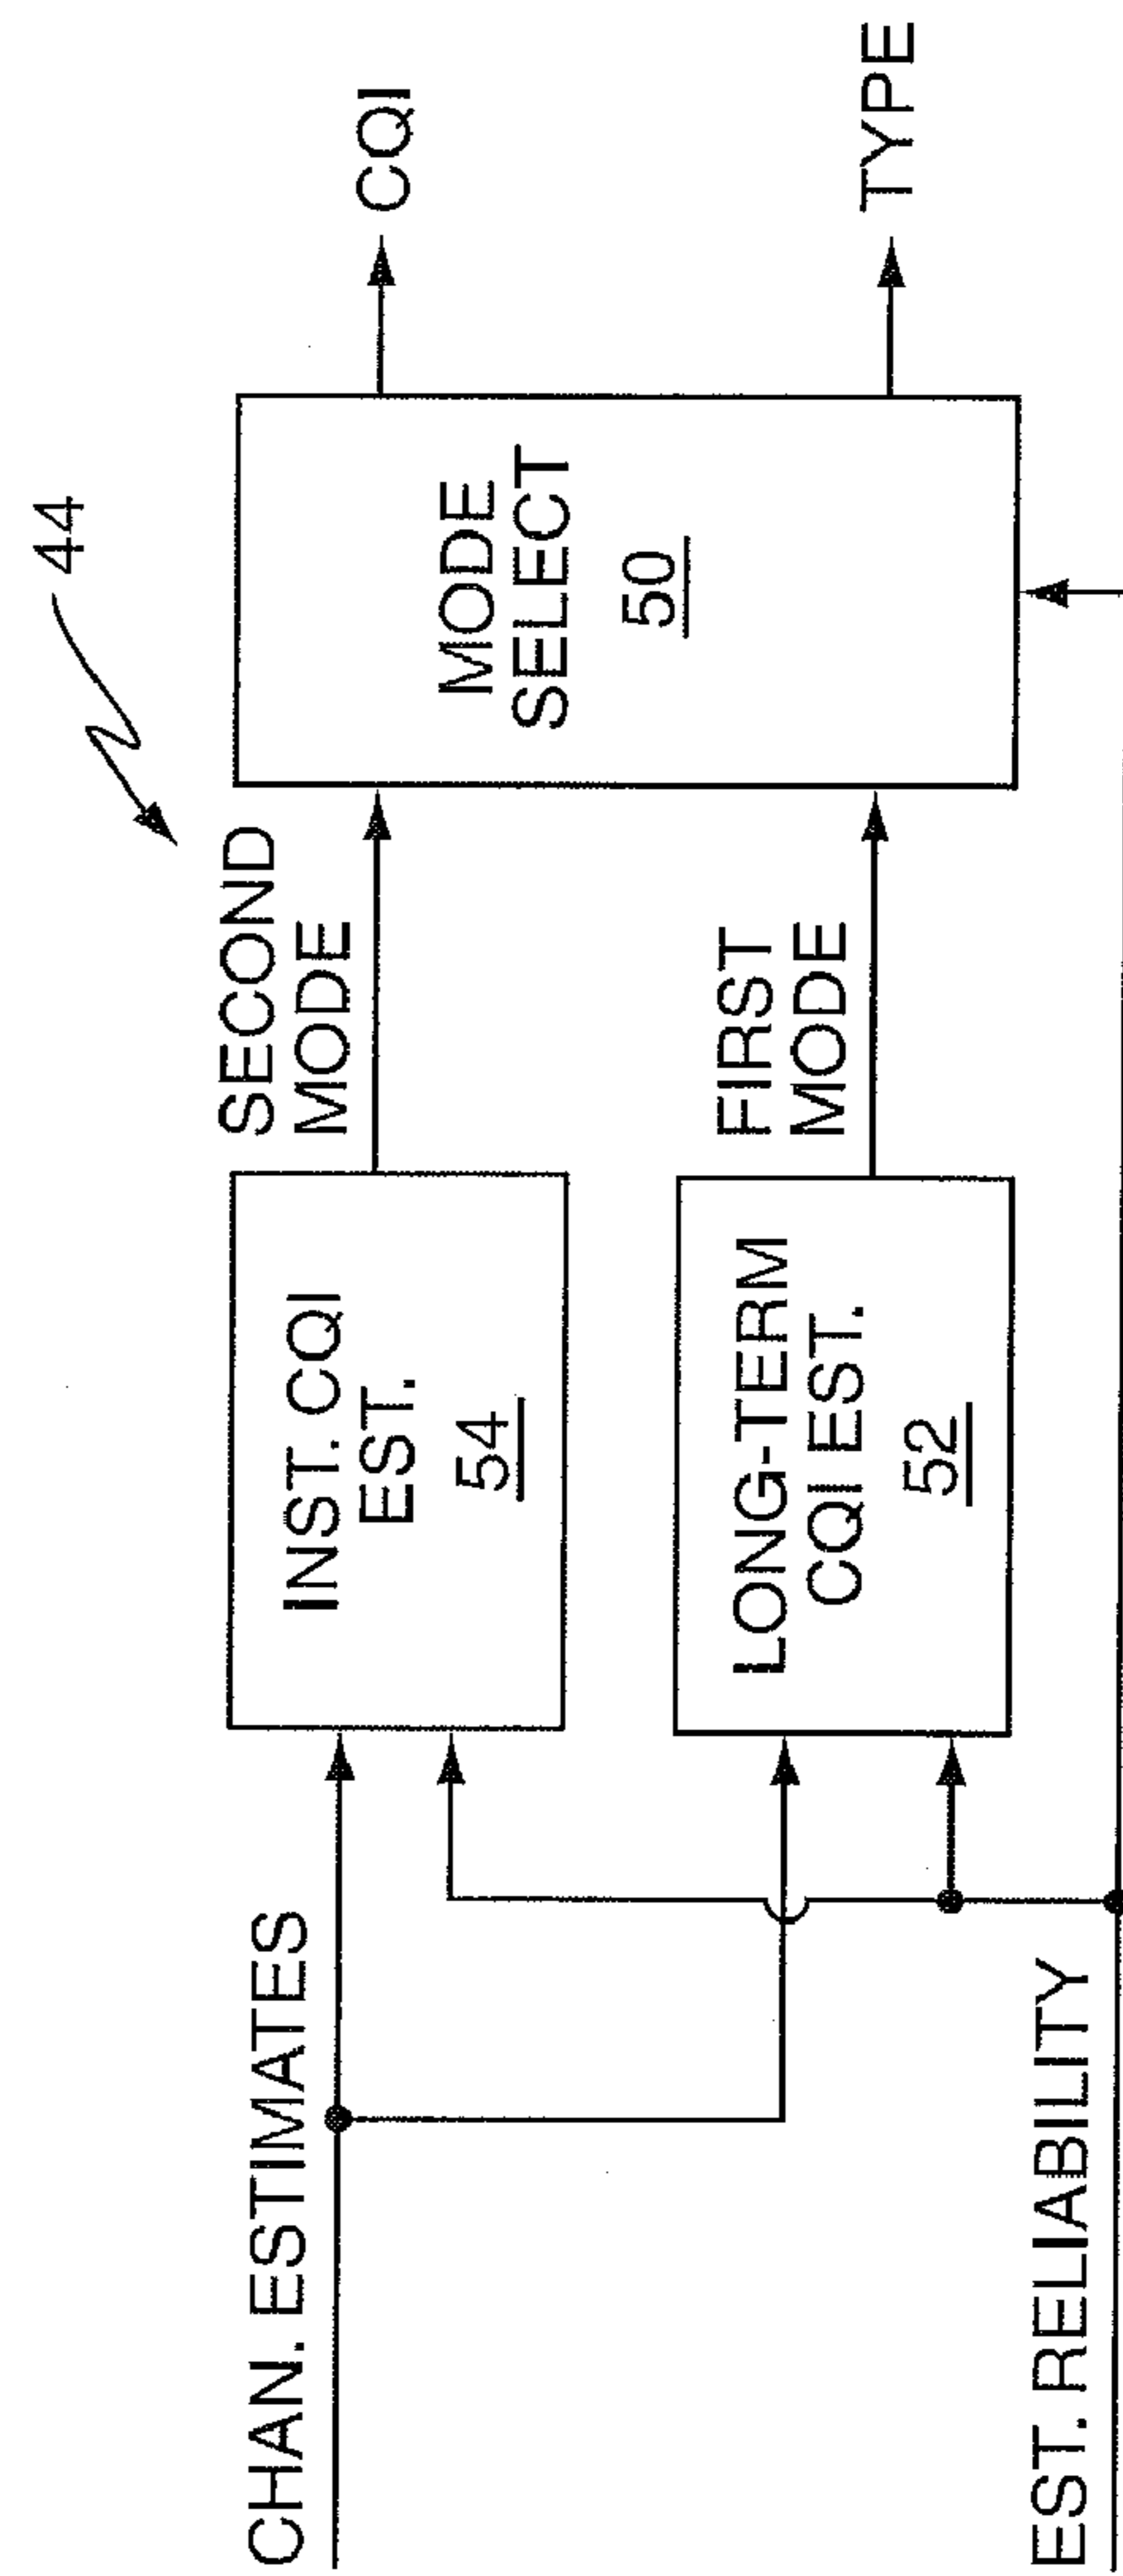 44
CHAN. ESTIMATES
INST. CQI
EST.
54
SECOND
MODE
MODE
SELECT
50
CQI
EST. RELIABILITY
LONG-TERM
CQI EST.
52
FIRST
MODE
TYPE